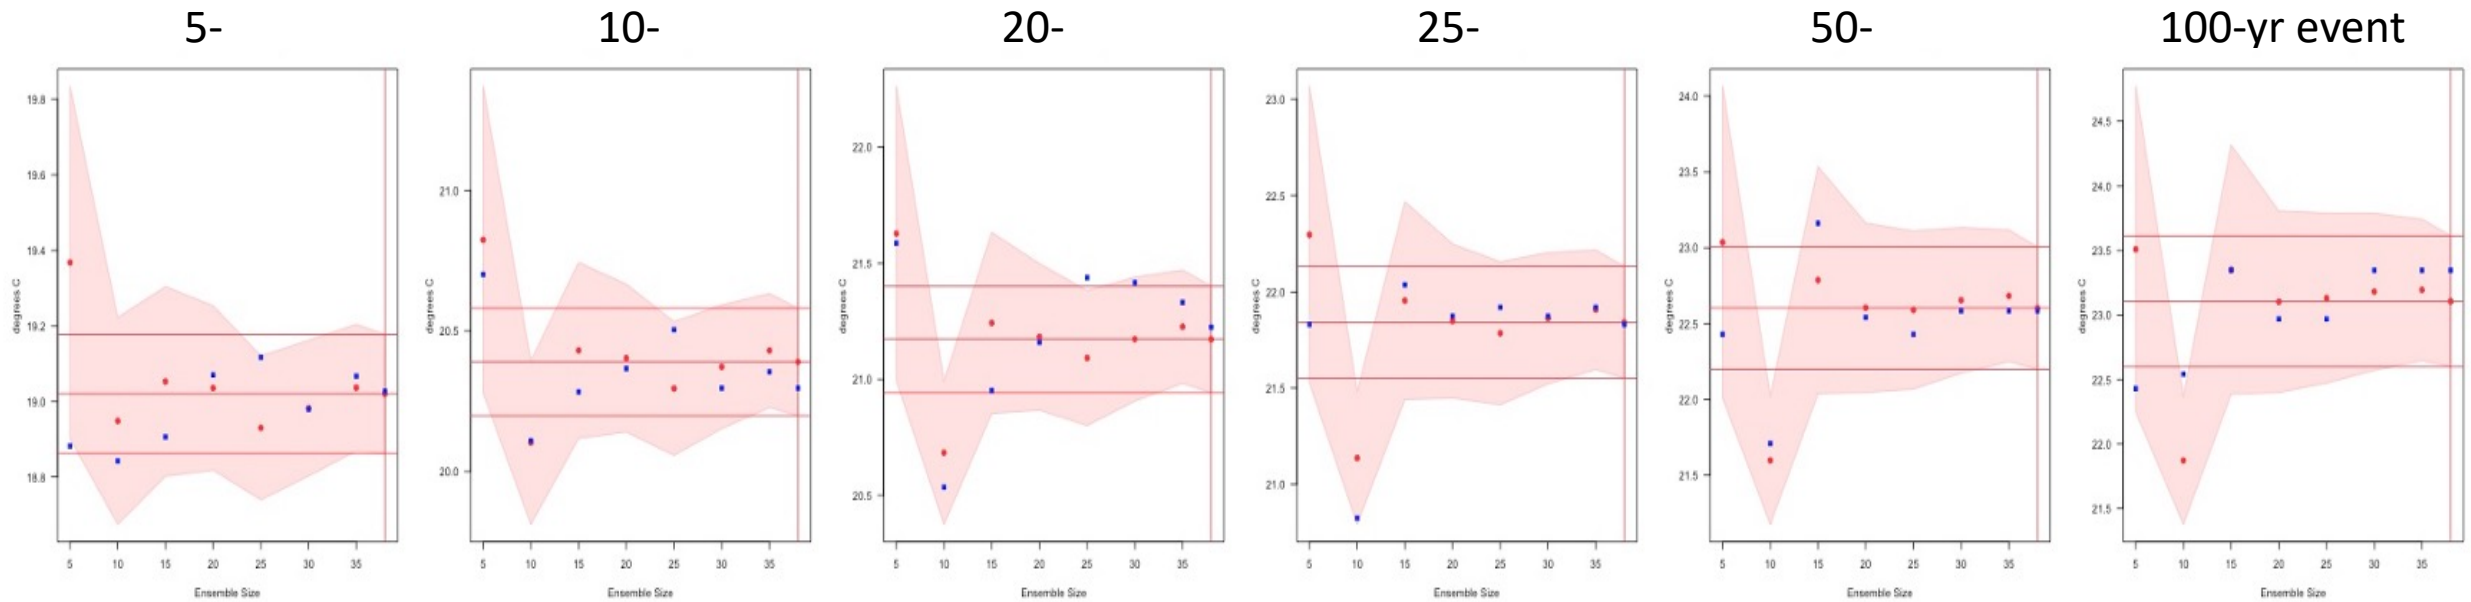 5- 10- 20- 25- 50- 100-yr event
19.8
19.6
19.4
19.2
19.0
18.8
degrees C
5 10 15 20 25 30 35
Ensemble Size
21.0
20.5
20.0
degrees C
5 10 15 20 25 30 35
Ensemble Size
22.0
21.5
21.0
20.5
degrees C
5 10 15 20 25 30 35
Ensemble Size
23.0
22.5
22.0
21.5
21.0
degrees C
5 10 15 20 25 30 35
Ensemble Size
24.0
23.5
23.0
22.5
22.0
21.5
degrees C
5 10 15 20 25 30 35
Ensemble Size
24.5
24.0
23.5
23.0
22.5
22.0
21.5
degrees C
5 10 15 20 25 30 35
Ensemble Size